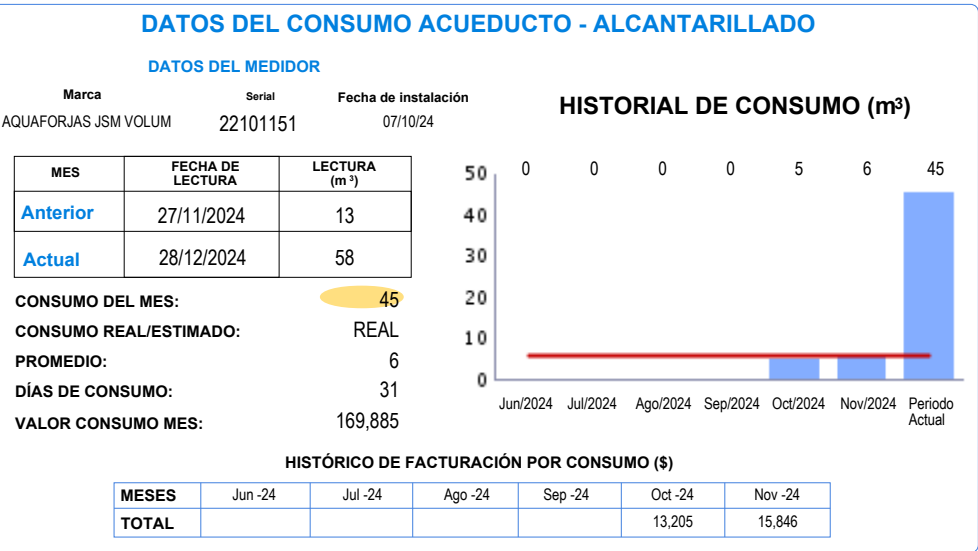 DATOS DEL CONSUMO ACUEDUCTO - ALCANTARILLADO
DATOS DEL MEDIDOR
Marca Serial Fecha de instalación
AQUAFORJAS JSM VOLUM 22101151 07/10/24
MES FECHA DE LECTURA LECTURA (m³)
Anterior 27/11/2024 13
Actual 28/12/2024 58
CONSUMO DEL MES: 45
CONSUMO REAL/ESTIMADO: REAL
PROMEDIO: 6
DÍAS DE CONSUMO: 31
VALOR CONSUMO MES: 169,885
HISTORIAL DE CONSUMO (m³)
0 0 0 0 5 6 45
50
40
30
20
10
0
Jun/2024 Jul/2024 Ago/2024 Sep/2024 Oct/2024 Nov/2024 Periodo Actual
HISTÓRICO DE FACTURACIÓN POR CONSUMO ($)
MESES Jun -24 Jul -24 Ago -24 Sep -24 Oct -24 Nov -24
TOTAL 13,205 15,846